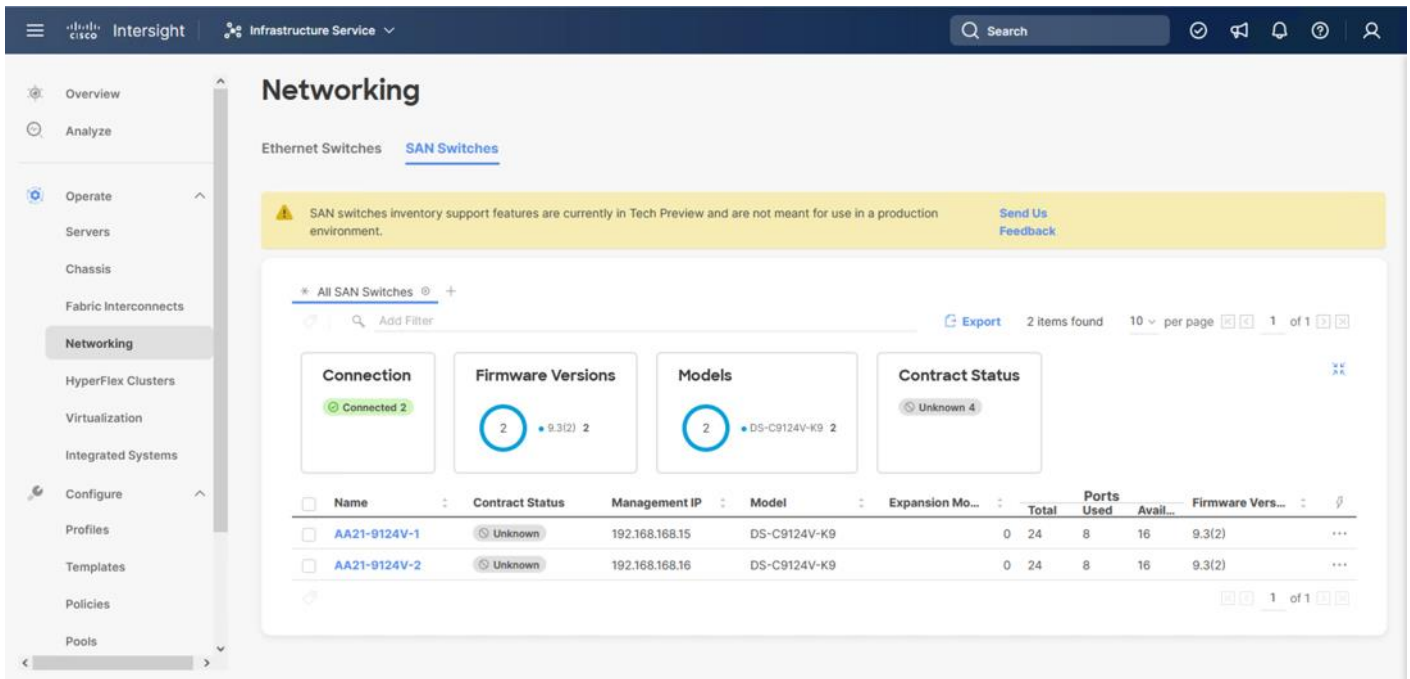 cisco Intersight Infrastructure Service Search
Overview
Analyze
Operate
Servers
Chassis
Fabric Interconnects
Networking
HyperFlex Clusters
Virtualization
Integrated Systems
Configure
Profiles
Templates
Policies
Pools
Networking
Ethernet Switches SAN Switches
SAN switches inventory support features are currently in Tech Preview and are not meant for use in a production
environment.
Send Us
Feedback
All SAN Switches
Add Filter Export 2 items found 10 per page 1 of 1
Connection
Connected 2
Firmware Versions
2 9.3(2) 2
Models
2 DS-C9124V-K9 2
Contract Status
Unknown 4
Name Contract Status Management IP Model Expansion Mo... Ports Firmware Vers...
Total Used Avail...
AA21-9124V-1 Unknown 192.168.168.15 DS-C9124V-K9 0 24 8 16 9.3(2)
AA21-9124V-2 Unknown 192.168.168.16 DS-C9124V-K9 0 24 8 16 9.3(2)
1 of 1